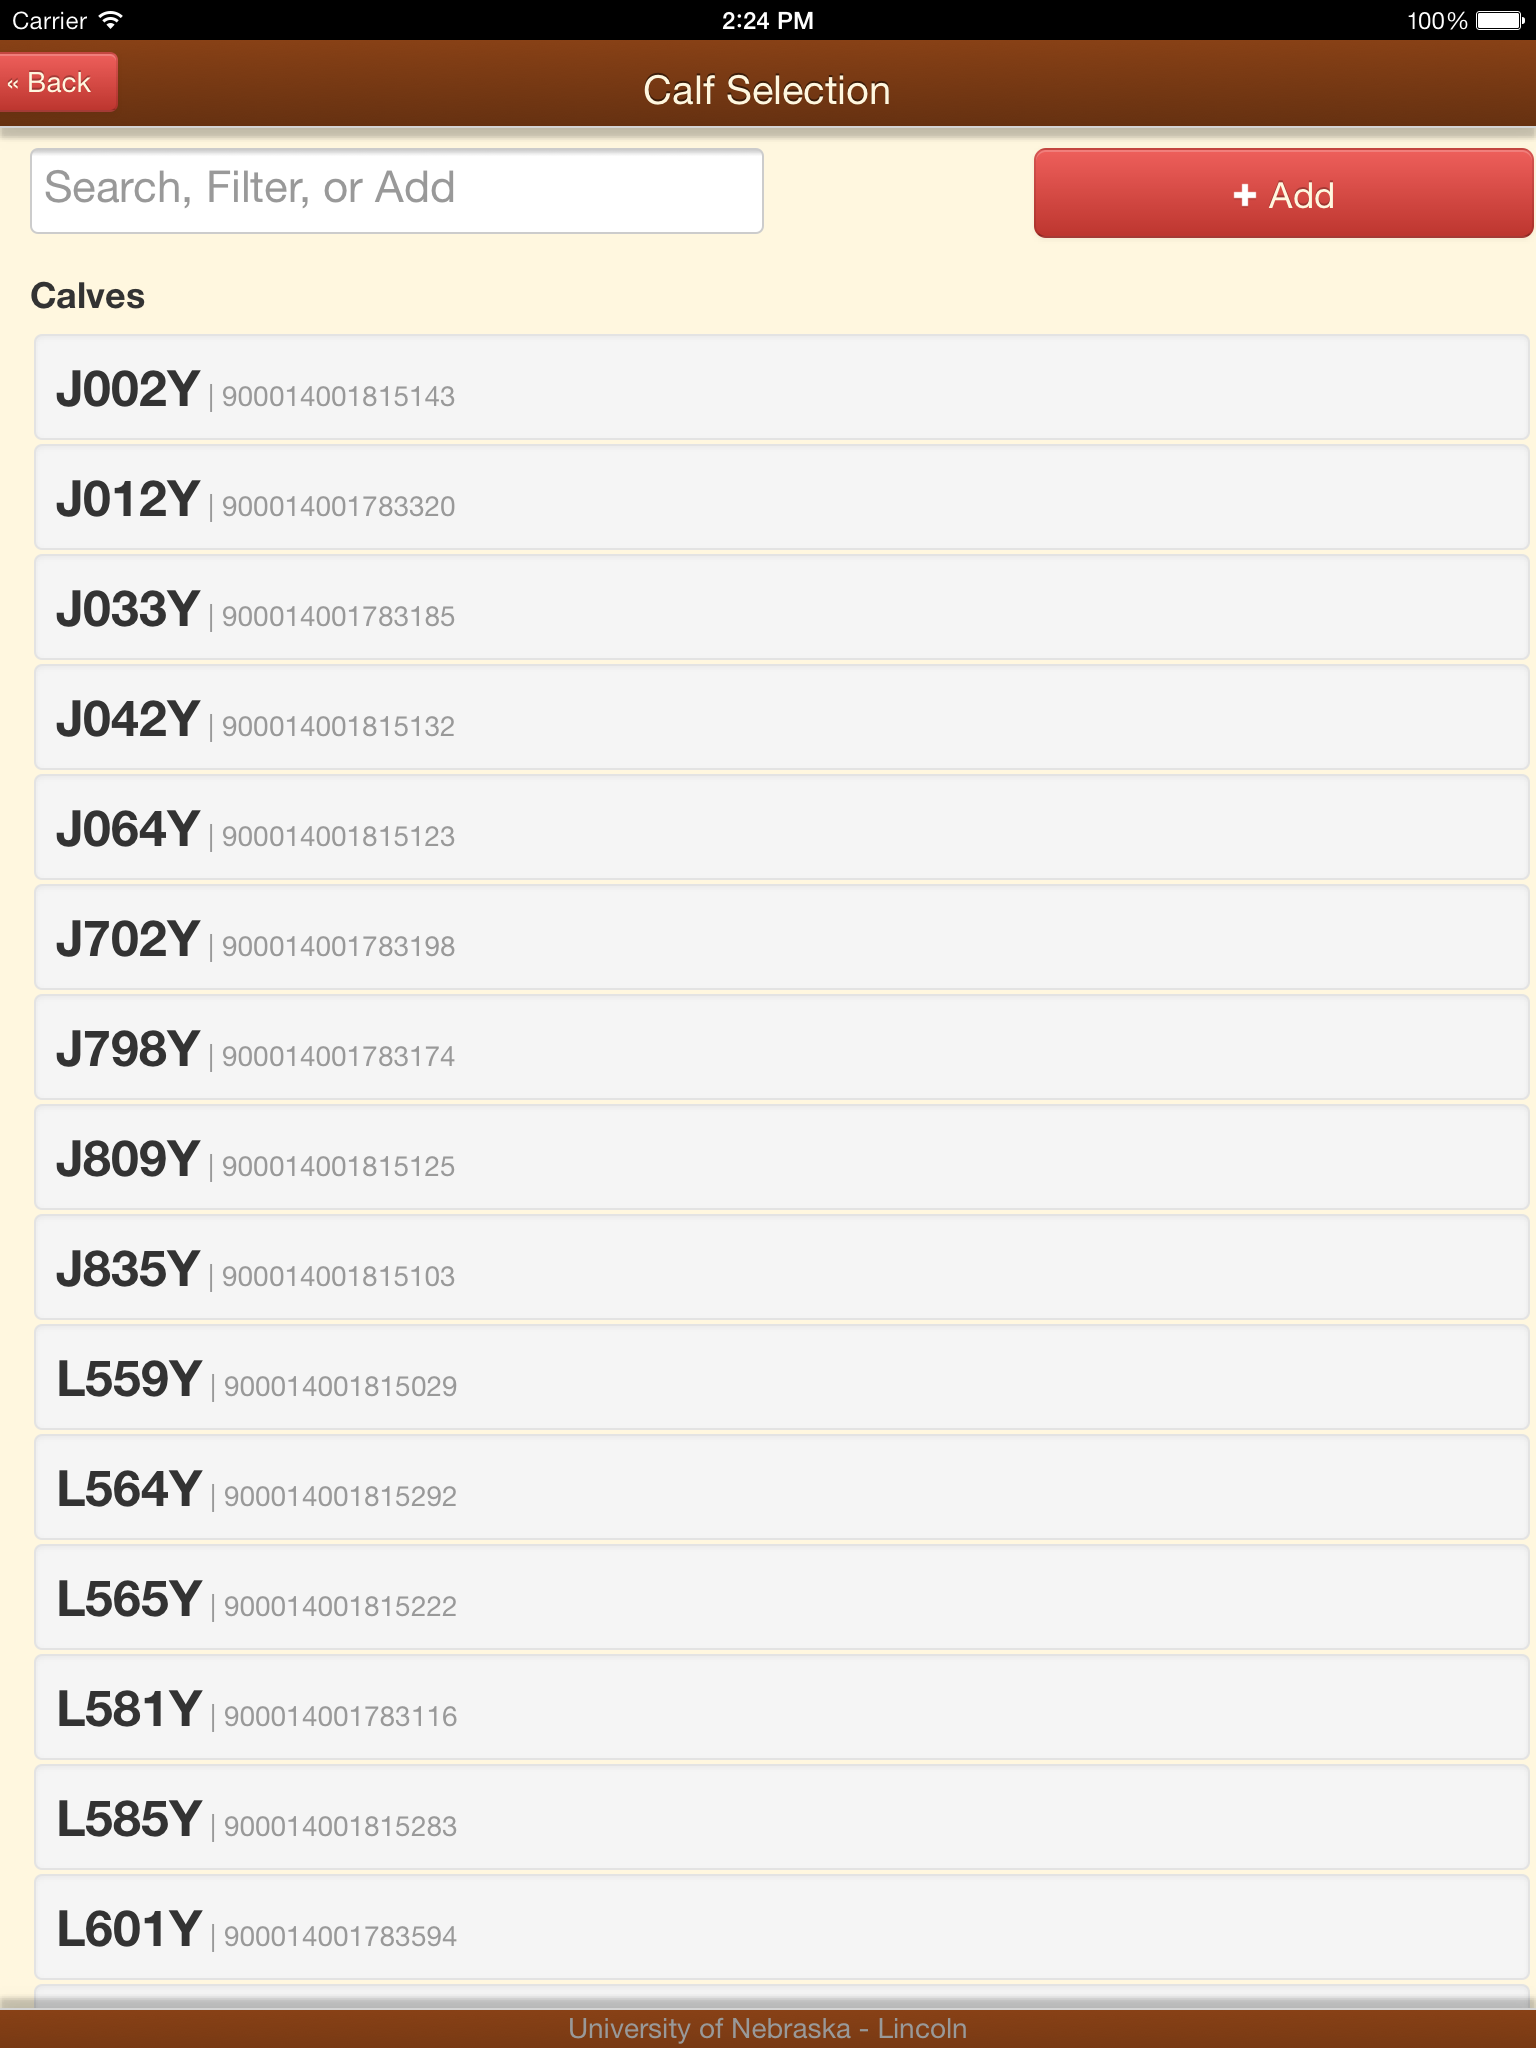 Carrier 2:24 PM 100%
« Back Calf Selection
Search, Filter, or Add + Add
Calves
J002Y | 900014001815143
J012Y | 900014001783320
J033Y | 900014001783185
J042Y | 900014001815132
J064Y | 900014001815123
J702Y | 900014001783198
J798Y | 900014001783174
J809Y | 900014001815125
J835Y | 900014001815103
L559Y | 900014001815029
L564Y | 900014001815292
L565Y | 900014001815222
L581Y | 900014001783116
L585Y | 900014001815283
L601Y | 900014001783594
University of Nebraska - Lincoln